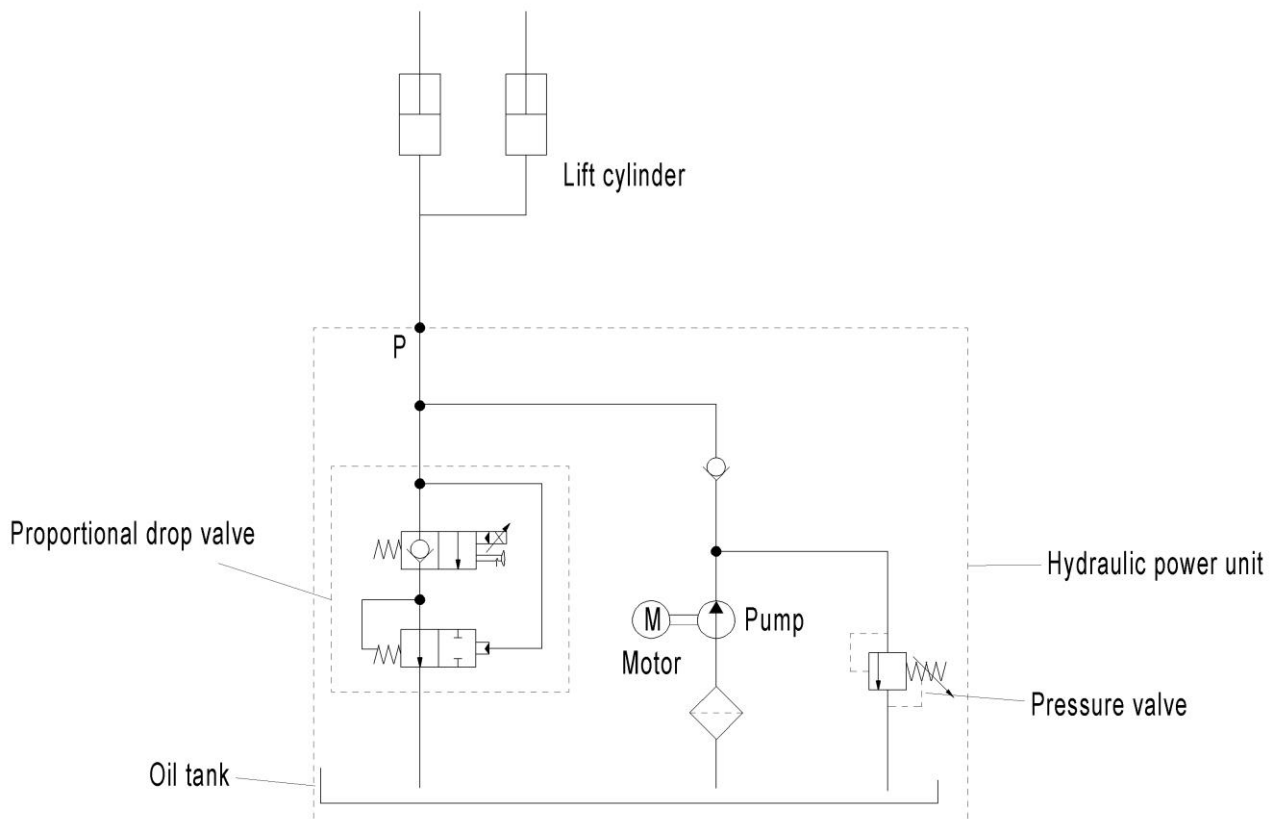 Lift cylinder
P
Proportional drop valve
Hydraulic power unit
M
Pump
Motor
Pressure valve
Oil tank